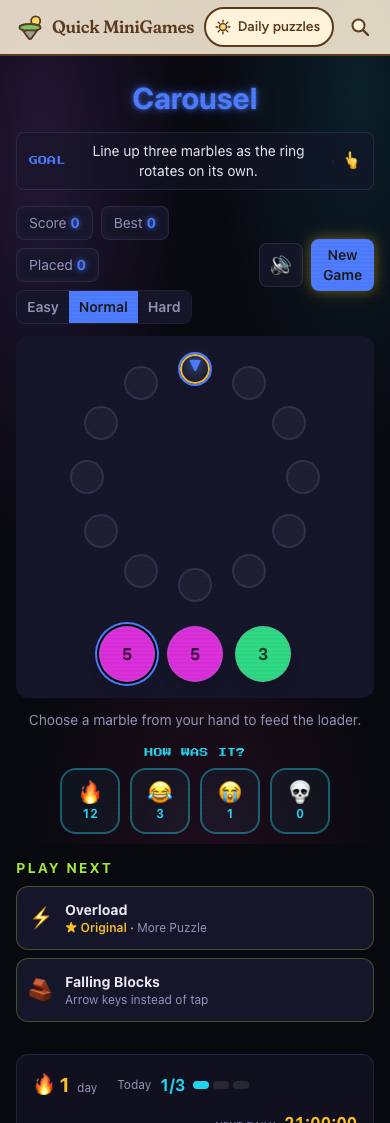 Quick MiniGames
Daily puzzles
Carousel
GOAL
Line up three marbles as the ring
rotates on its own.
Score 0
Best 0
Placed 0
New
Game
Easy
Normal
Hard
5
5
3
Choose a marble from your hand to feed the loader.
HOW WAS IT?
12
3
1
0
PLAY NEXT
Overload
Original · More Puzzle
Falling Blocks
Arrow keys instead of tap
1 day
Today 1/3